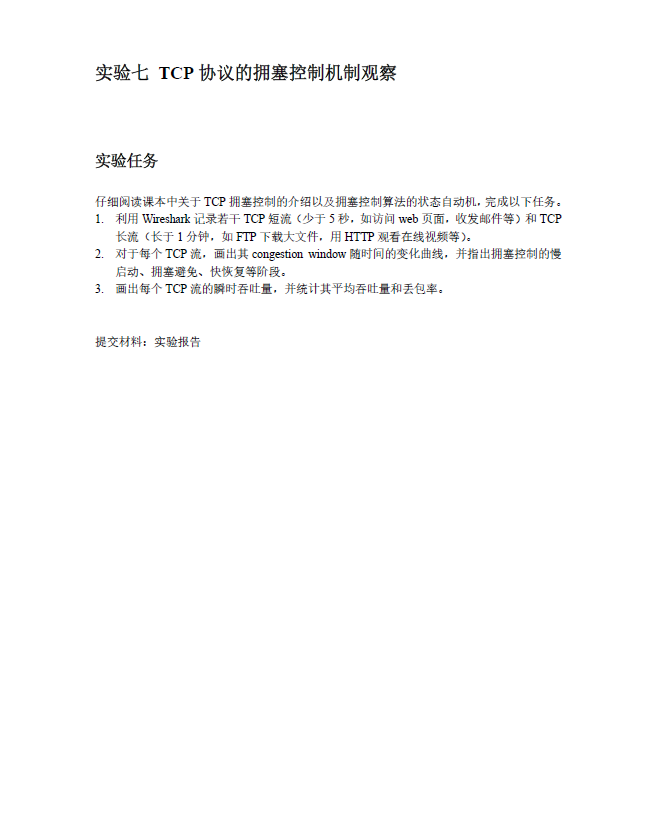 实验七 TCP 协议的拥塞控制机制观察
实验任务
仔细阅读课本中关于 TCP 拥塞控制的介绍以及拥塞控制算法的状态自动机，完成以下任务。
1. 利用 Wireshark 记录若干 TCP 短流（少于 5 秒，如访问 web 页面，收发邮件等）和 TCP
长流（长于 1 分钟，如 FTP 下载大文件，用 HTTP 观看在线视频等）。
2. 对于每个 TCP 流，画出其 congestion window 随时间的变化曲线，并指出拥塞控制的慢
启动、拥塞避免、快恢复等阶段。
3. 画出每个 TCP 流的瞬时吞吐量，并统计其平均吞吐量和丢包率。
提交材料：实验报告